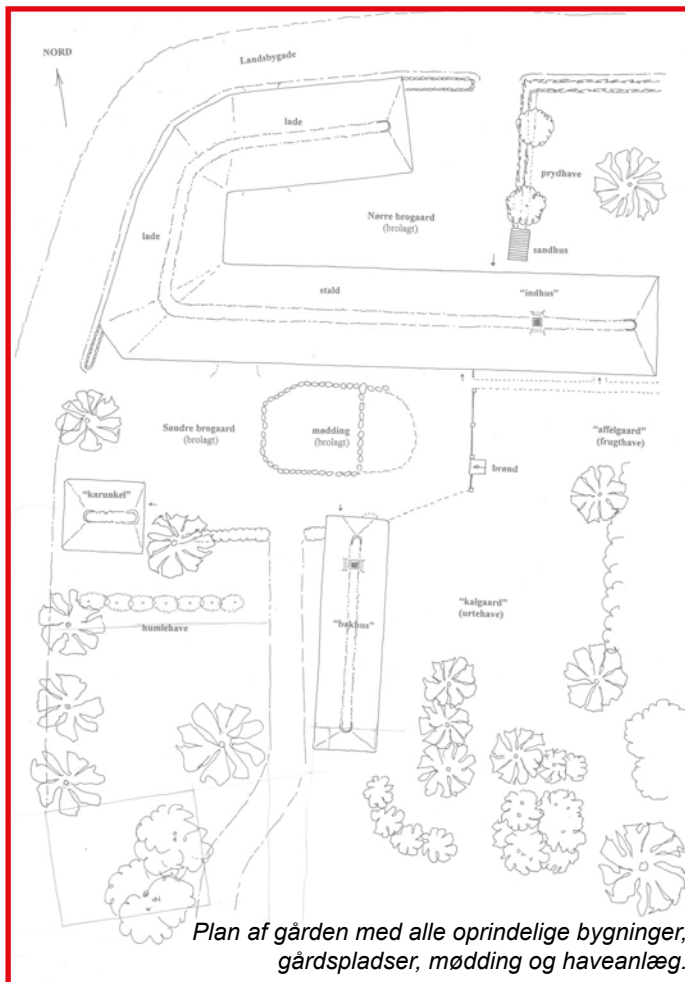 NORD
Landsbygade
lade
prydhave
Nørre brogaard
(brolagt)
lade
sandhus
stald
"indhus"
Søndre brogaard
(brolagt)
mødding
(brolagt)
"affelgaard"
(frugthave)
brønd
"karunkel"
"kalgaard"
(urtehave)
humlehave
"bakhus"
Plan af gården med alle oprindelige bygninger,
gårdspladser, mødding og haveanlæg.